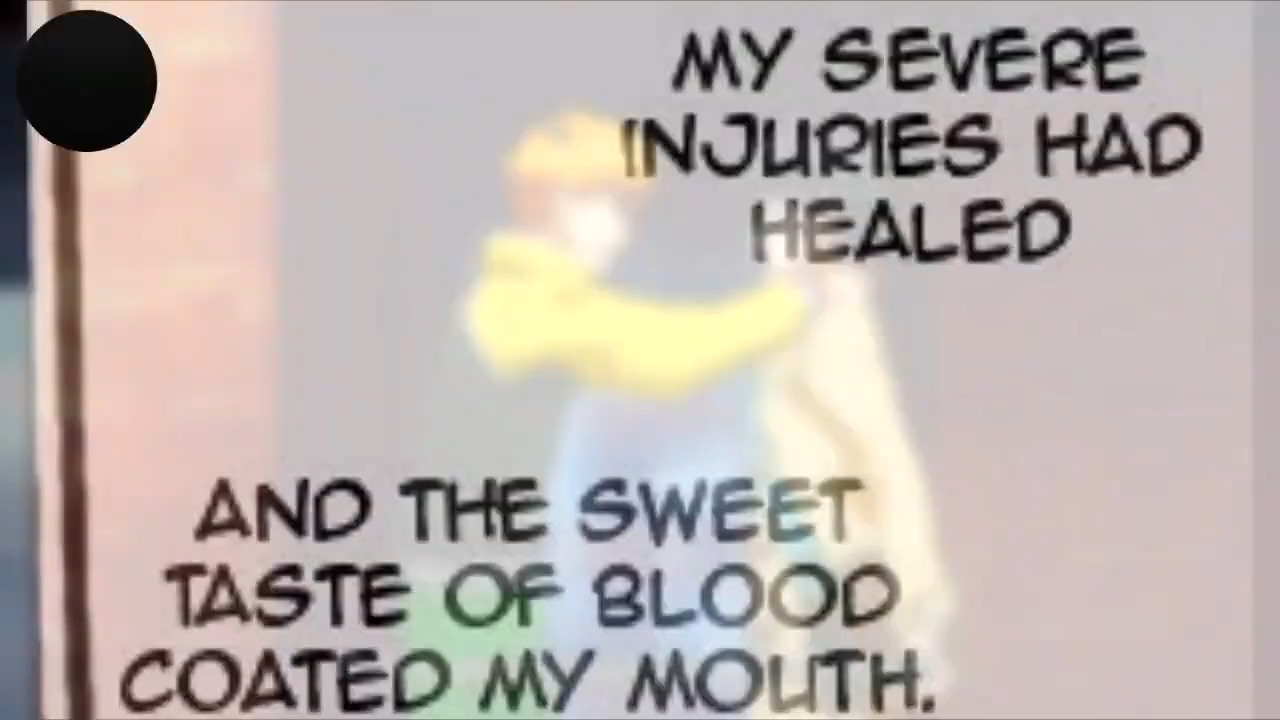 MY SEVERE
INJURIES HAD
HEALED
AND THE SWEET
TASTE OF BLOOD
COATED MY MOUTH.